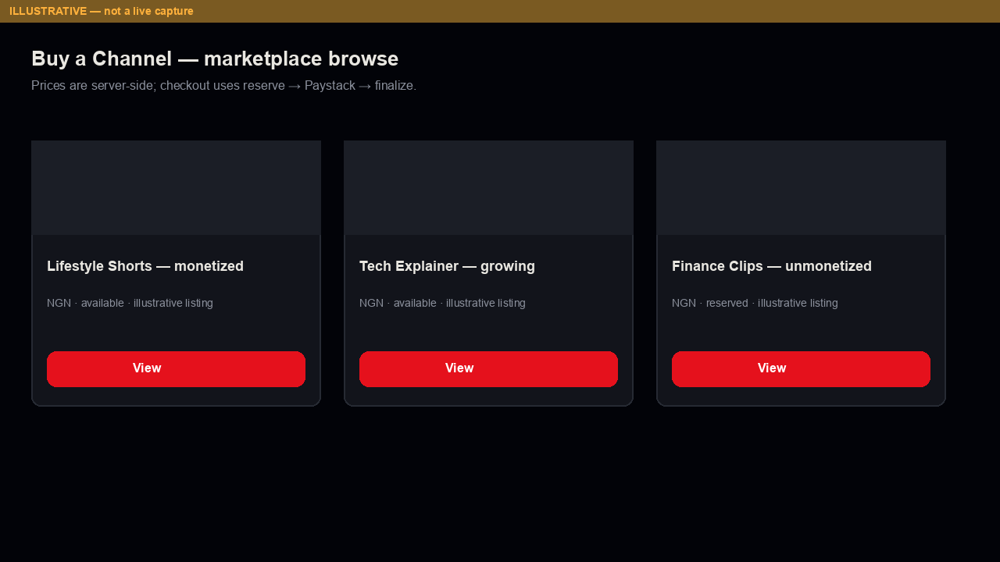 ILLUSTRATIVE — not a live capture
Buy a Channel — marketplace browse
Prices are server-side; checkout uses reserve → Paystack → finalize.
Lifestyle Shorts — monetized
NGN · available · illustrative listing
View
Tech Explainer — growing
NGN · available · illustrative listing
View
Finance Clips — unmonetized
NGN · reserved · illustrative listing
View